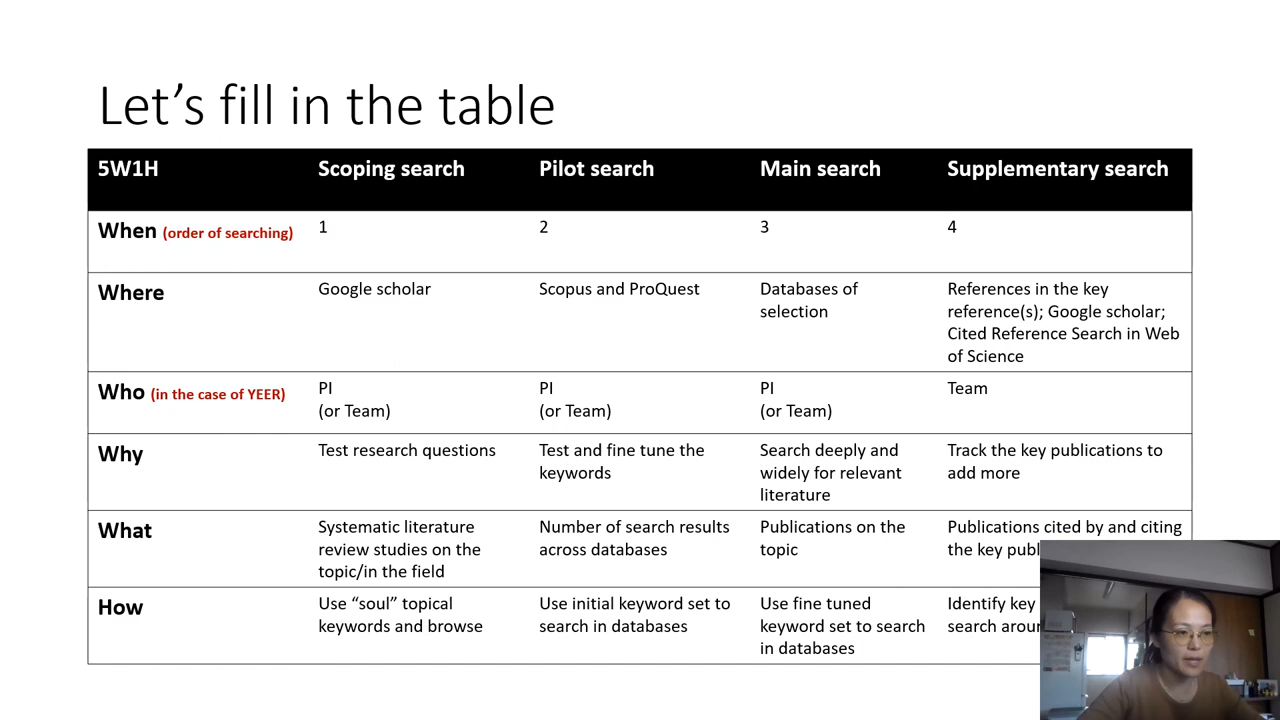 Let's fill in the table
5W1H Scoping search Pilot search Main search Supplementary search
When (order of searching) 1 2 3 4
Where Google scholar Scopus and ProQuest Databases of References in the key
selection reference(s); Google scholar;
Cited Reference Search in Web
of Science
Who (in the case of YEER) PI PI PI Team
(or Team) (or Team) (or Team)
Why Test research questions Test and fine tune the Search deeply and Track the key publications to
keywords widely for relevant add more
literature
What Systematic literature Number of search results Publications on the Publications cited by and citing
review studies on the across databases topic the key
topic/in the field
How Use “soul” topical Use initial keyword set to Use fine tuned Identify key
keywords and browse search in databases keyword set to search search
in databases